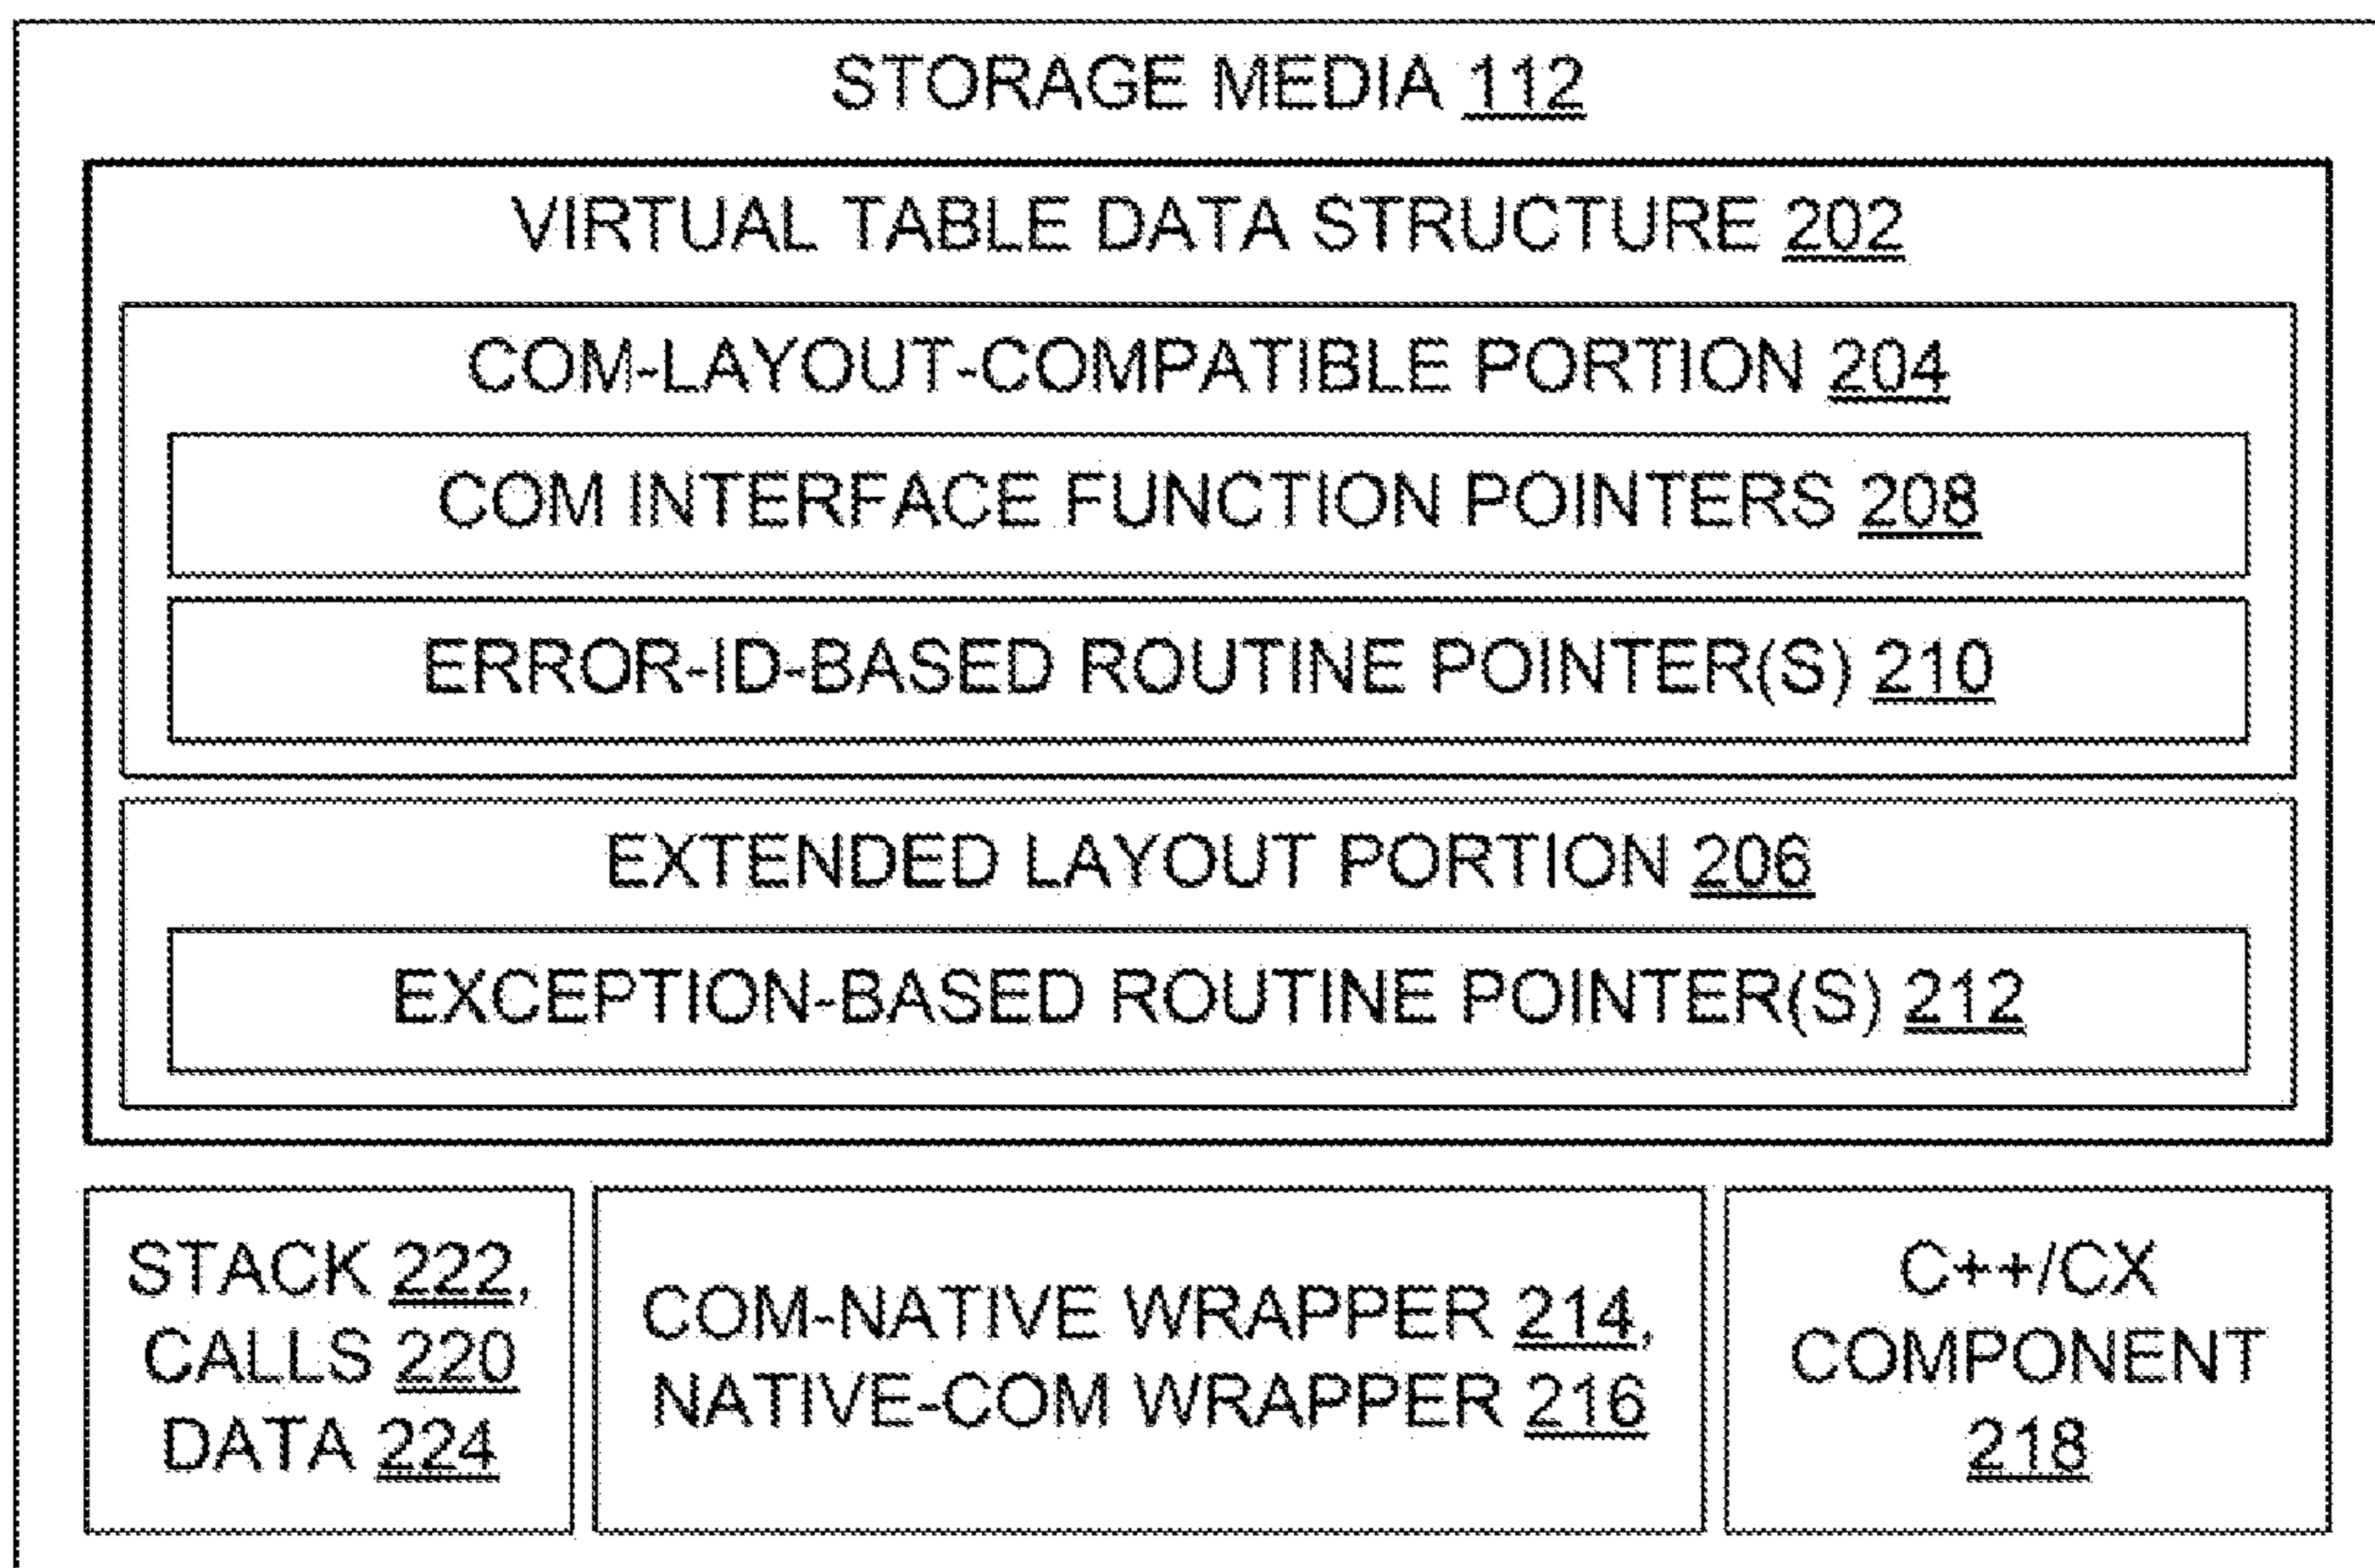 STORAGE MEDIA 112
VIRTUAL TABLE DATA STRUCTURE 202
COM-LAYOUT-COMPATIBLE PORTION 204
COM INTERFACE FUNCTION POINTERS 208
ERROR-ID-BASED ROUTINE POINTER(S) 210
EXTENDED LAYOUT PORTION 206
EXCEPTION-BASED ROUTINE POINTER(S) 212
STACK 222,
CALLS 220
DATA 224
COM-NATIVE WRAPPER 214,
NATIVE-COM WRAPPER 216
C++/CX
COMPONENT
218